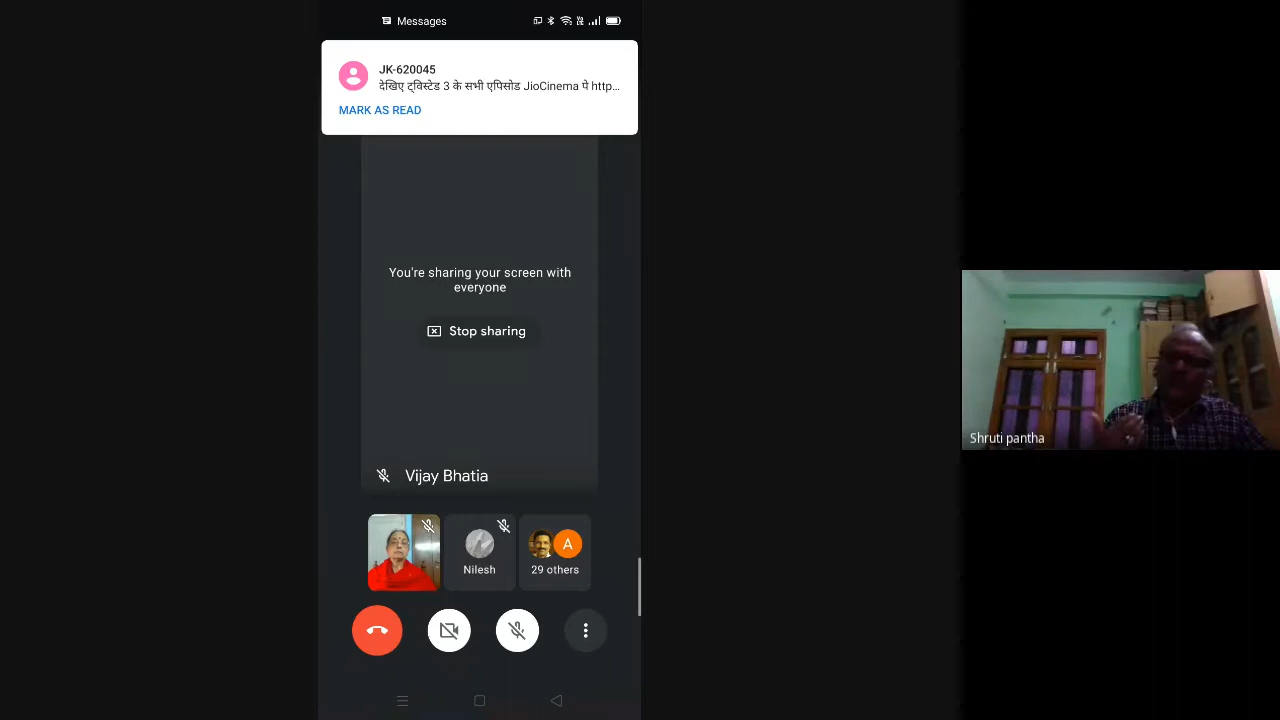 Messages
JK-620045
देखिए ट्विस्टेड 3 के सभी एपिसोड JioCinema पे http...
MARK AS READ
You're sharing your screen with
everyone
Stop sharing
Vijay Bhatia
A
Nilesh
29 others
Shruti pantha